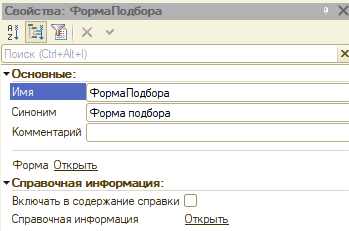 Свойства: ФормаПодбора
Поиск (Ctrl+Alt+I)
Основные:
Имя ФормаПодбора
Синоним Форма подбора
Комментарий
Форма Открыть
Справочная информация:
Включать в содержание справки
Справочная информация Открыть